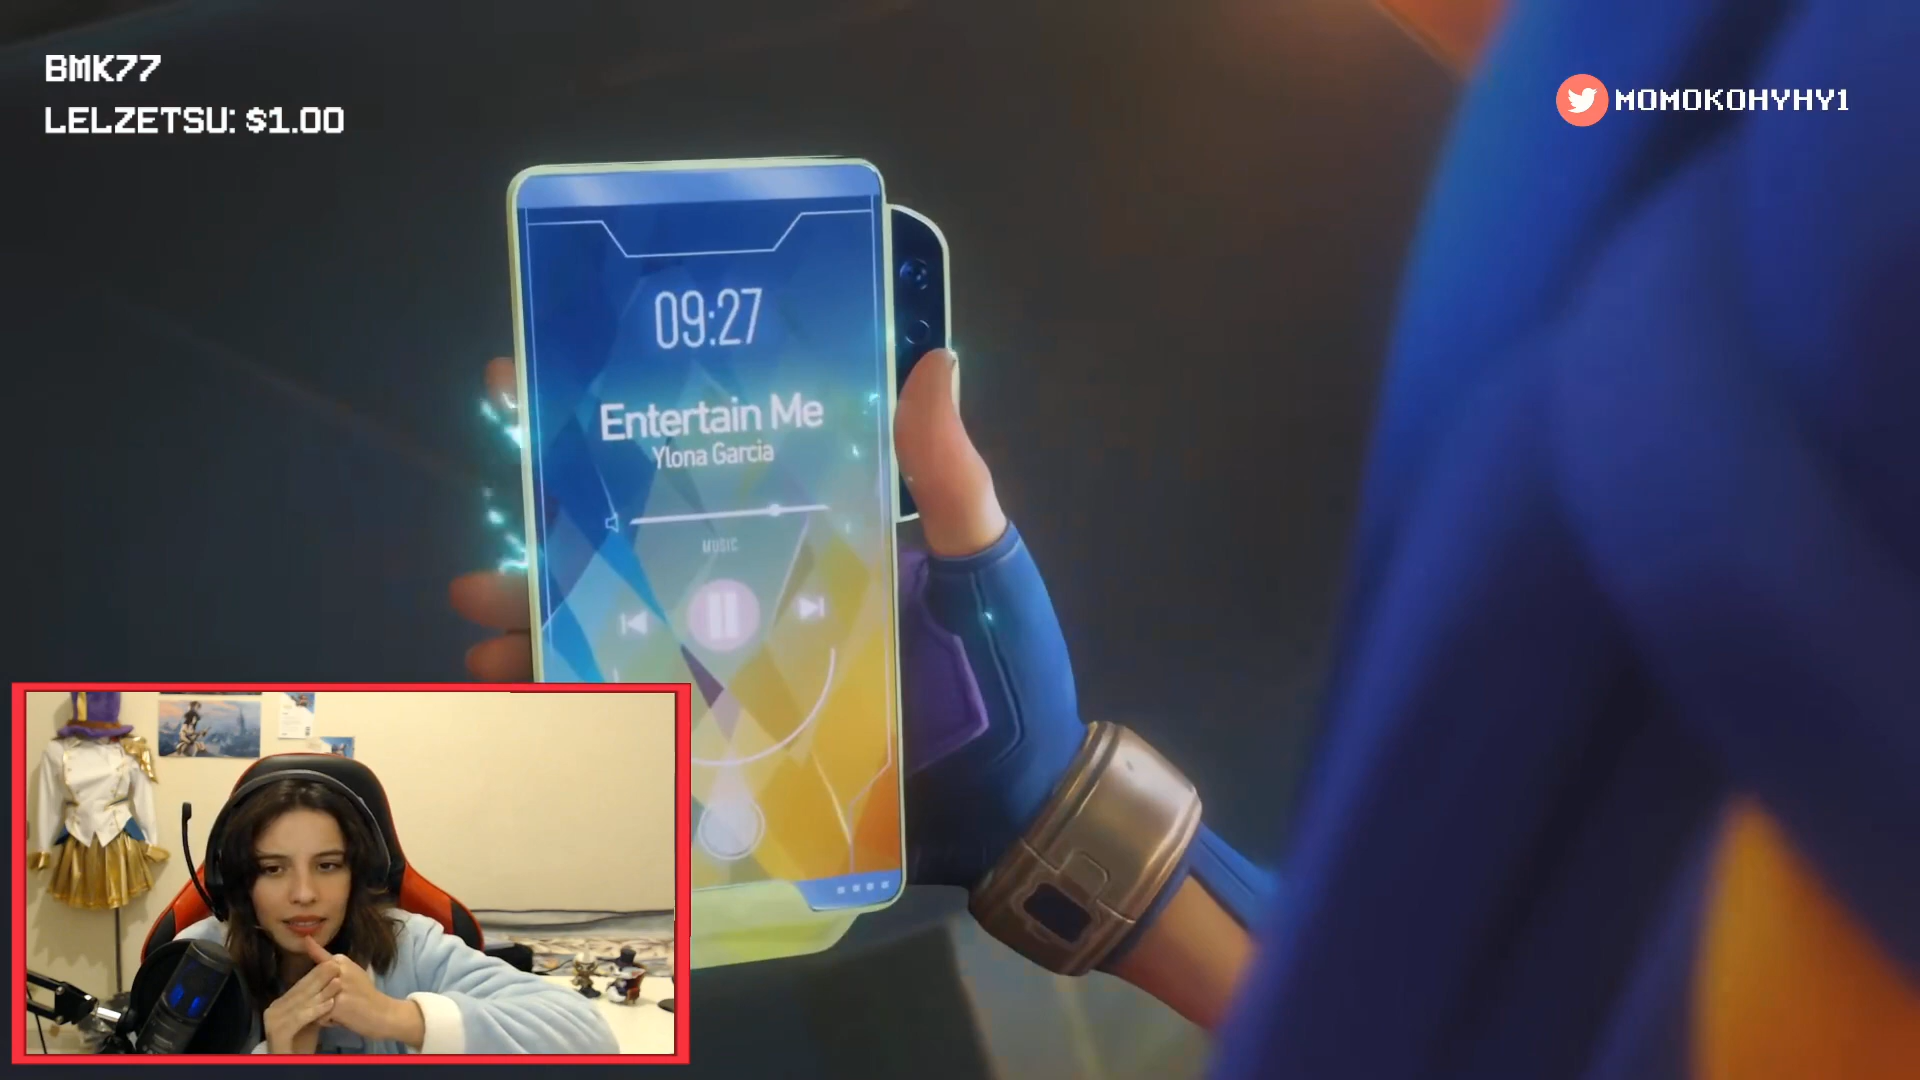 BMK77
LELZETSU: $1.00
MOMOKOHYHY1
09:27
Entertain Me
Ylona Garcia
MUSIC